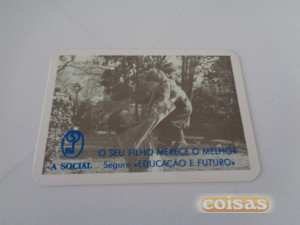 O SEU FILHO MERECE O MELHOR
A SOCIAL Seguro «EDUCAÇÃO E FUTURO»
coisas